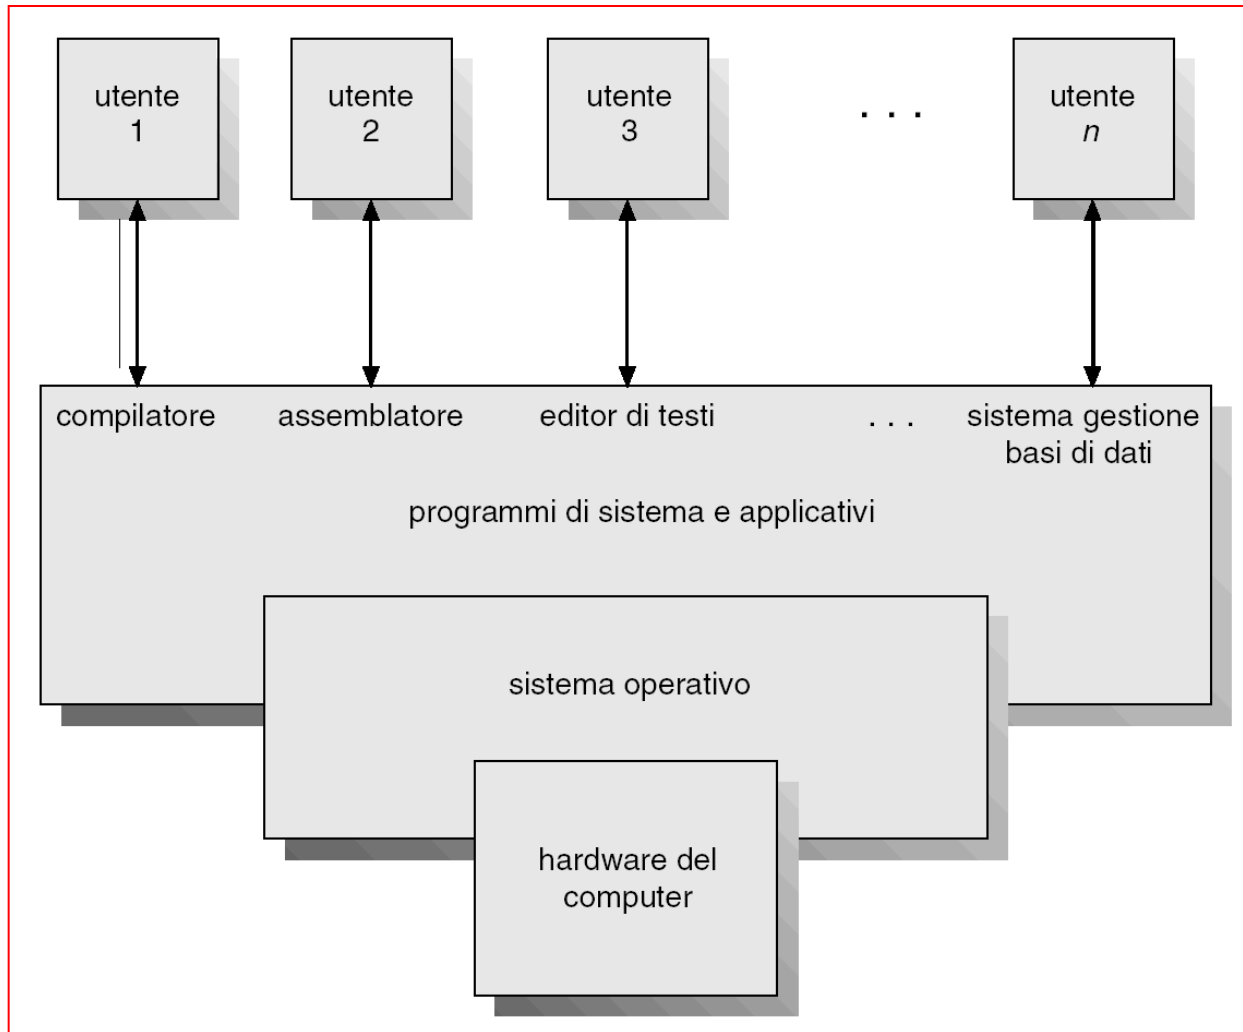 utente
1
utente
2
utente
3
. . .
utente
n
compilatore
assemblatore
editor di testi
. . .
sistema gestione
basi di dati
programmi di sistema e applicativi
sistema operativo
hardware del
computer